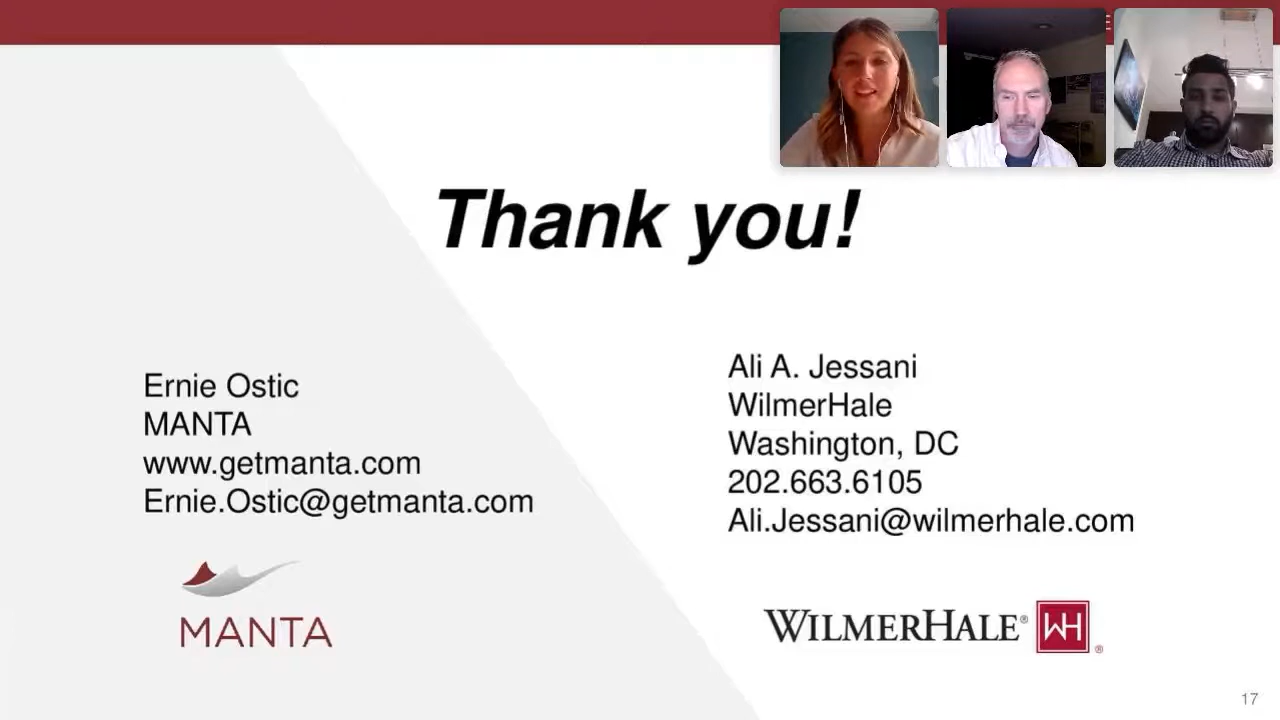 Thank you!
Ernie Ostic
MANTA
www.getmanta.com
Ernie.Ostic@getmanta.com
MANTA
Ali A. Jessani
WilmerHale
Washington, DC
202.663.6105
Ali.Jessani@wilmerhale.com
WILMERHALE® WH ®
17